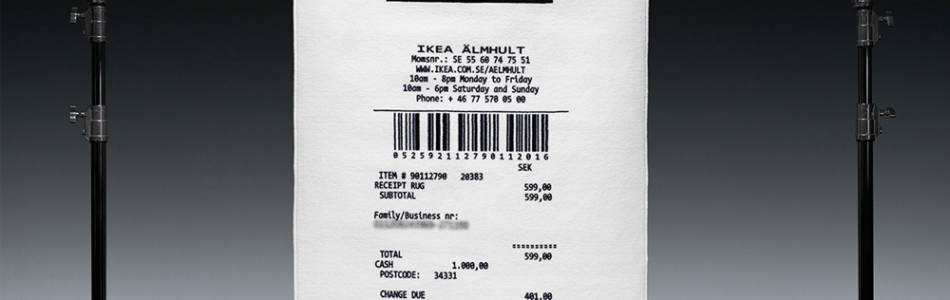 IKEA ÄLMHULT
Momsnr.: SE 55 60 74 75 51
WWW.IKEA.COM.SE/AELMHULT
10am - 8pm Monday to Friday
10am - 6pm Saturday and Sunday
Phone: + 46 77 570 05 00
052592112790112016
SEK
ITEM # 90112790 20383
RECEIPT RUG 599,00
SUBTOTAL 599,00
Family/Business nr:
==========
TOTAL 599,00
CASH 1.000,00
POSTCODE: 34331
CHANGE DUE 401.00